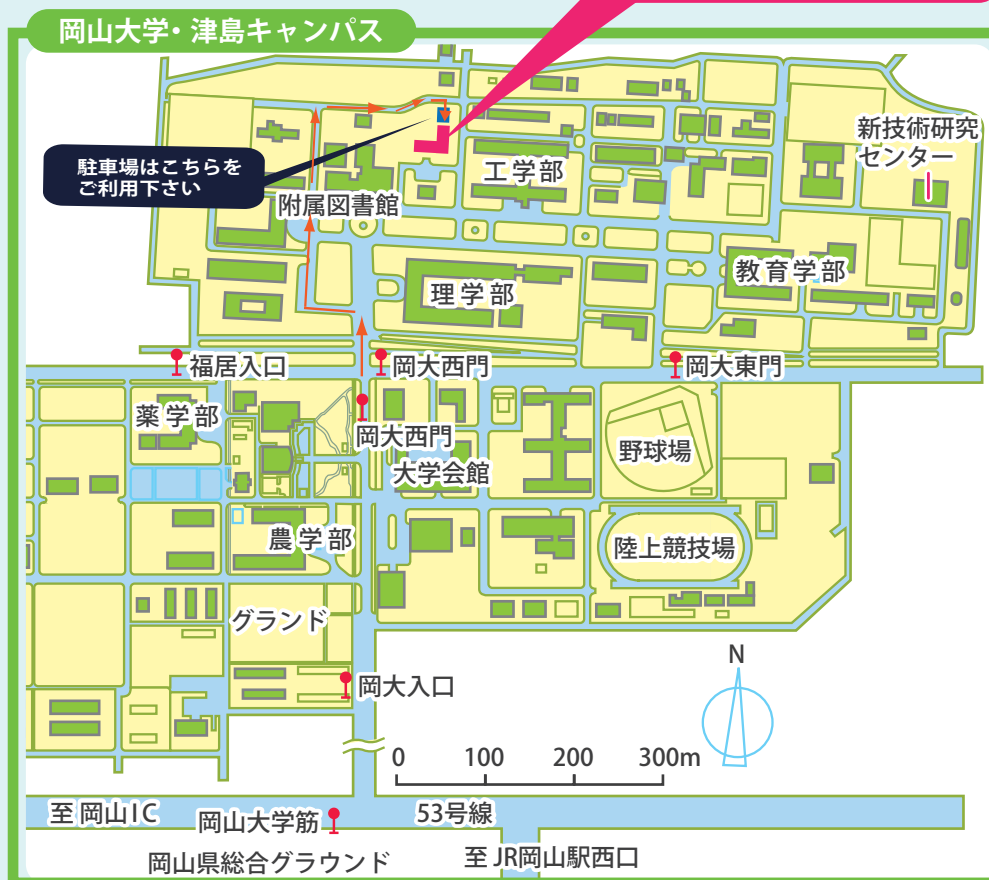 岡山大学・津島キャンパス
駐車場はこちらを
ご利用下さい
新技術研究
センター
工学部
附属図書館
教育学部
理学部
福居入口
岡大西門
岡大東門
薬学部
岡大西門
大学会館
野球場
農学部
陸上競技場
グランド
N
岡大入口
0 100 200 300m
至 岡山IC
岡山大学筋
53号線
岡山県総合グラウンド
至 JR岡山駅西口